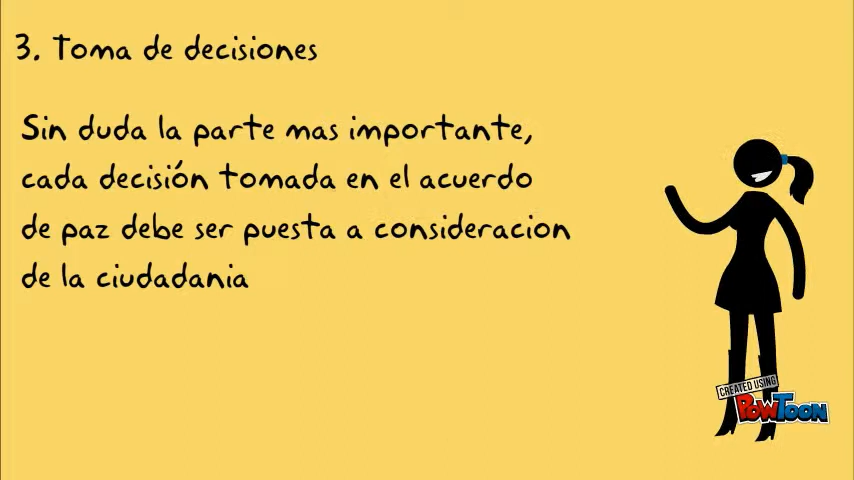 3. Toma de decisiones
Sin duda la parte mas importante,
cada decisión tomada en el acuerdo
de paz debe ser puesta a consideracion
de la ciudadania
CREATED USING
POWTOON